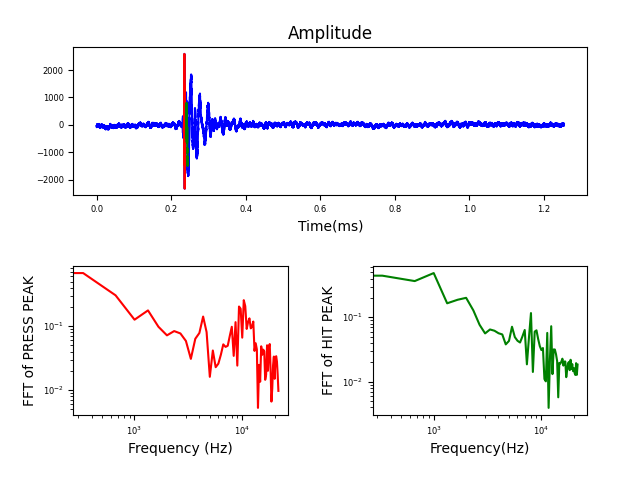 Amplitude
2000
1000
0
−1000
−2000
0.0 0.2 0.4 0.6 0.8 1.0 1.2
Time(ms)
FFT of PRESS PEAK
10⁻¹
10⁻²
10³ 10⁴
Frequency (Hz)
FFT of HIT PEAK
10⁻¹
10⁻²
10³ 10⁴
Frequency(Hz)